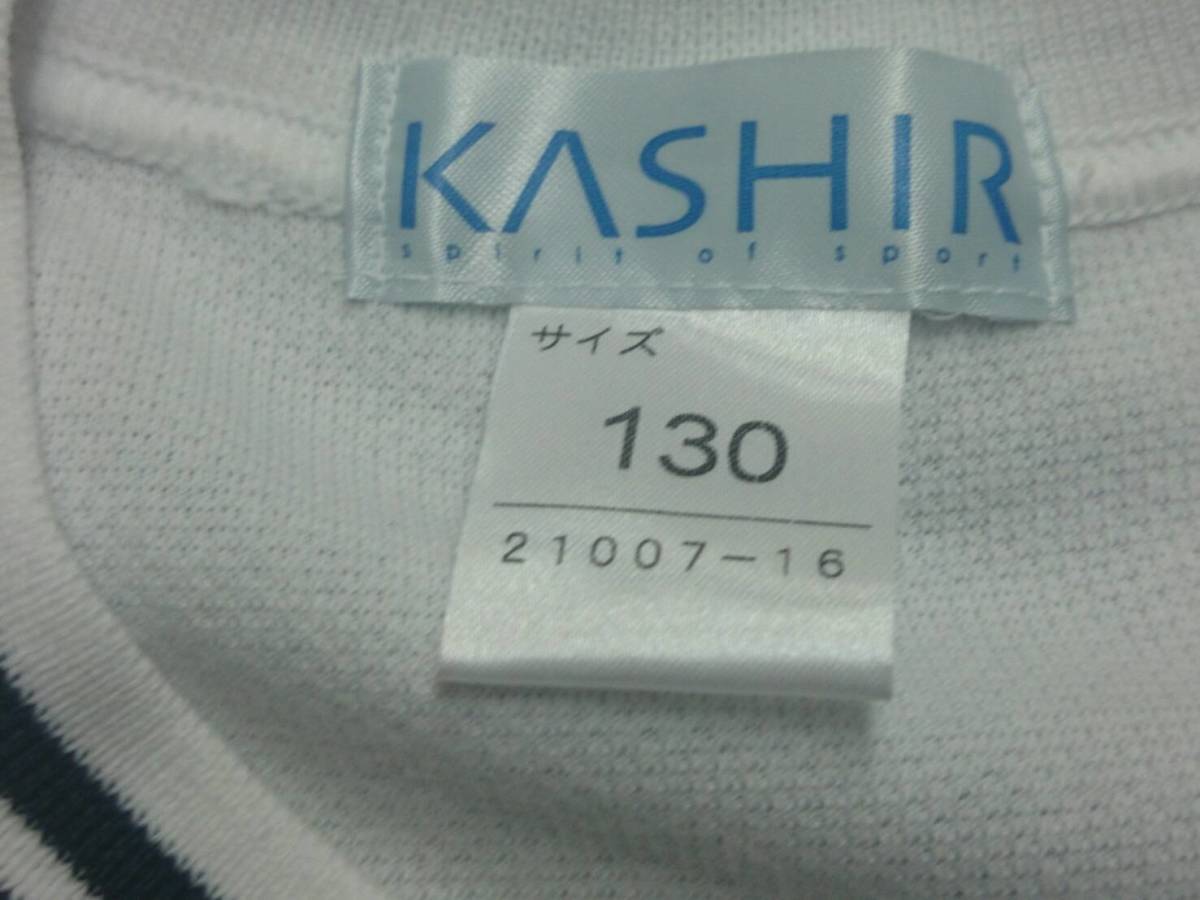 KASHIR
spirit of sport
サイズ
130
21007-16